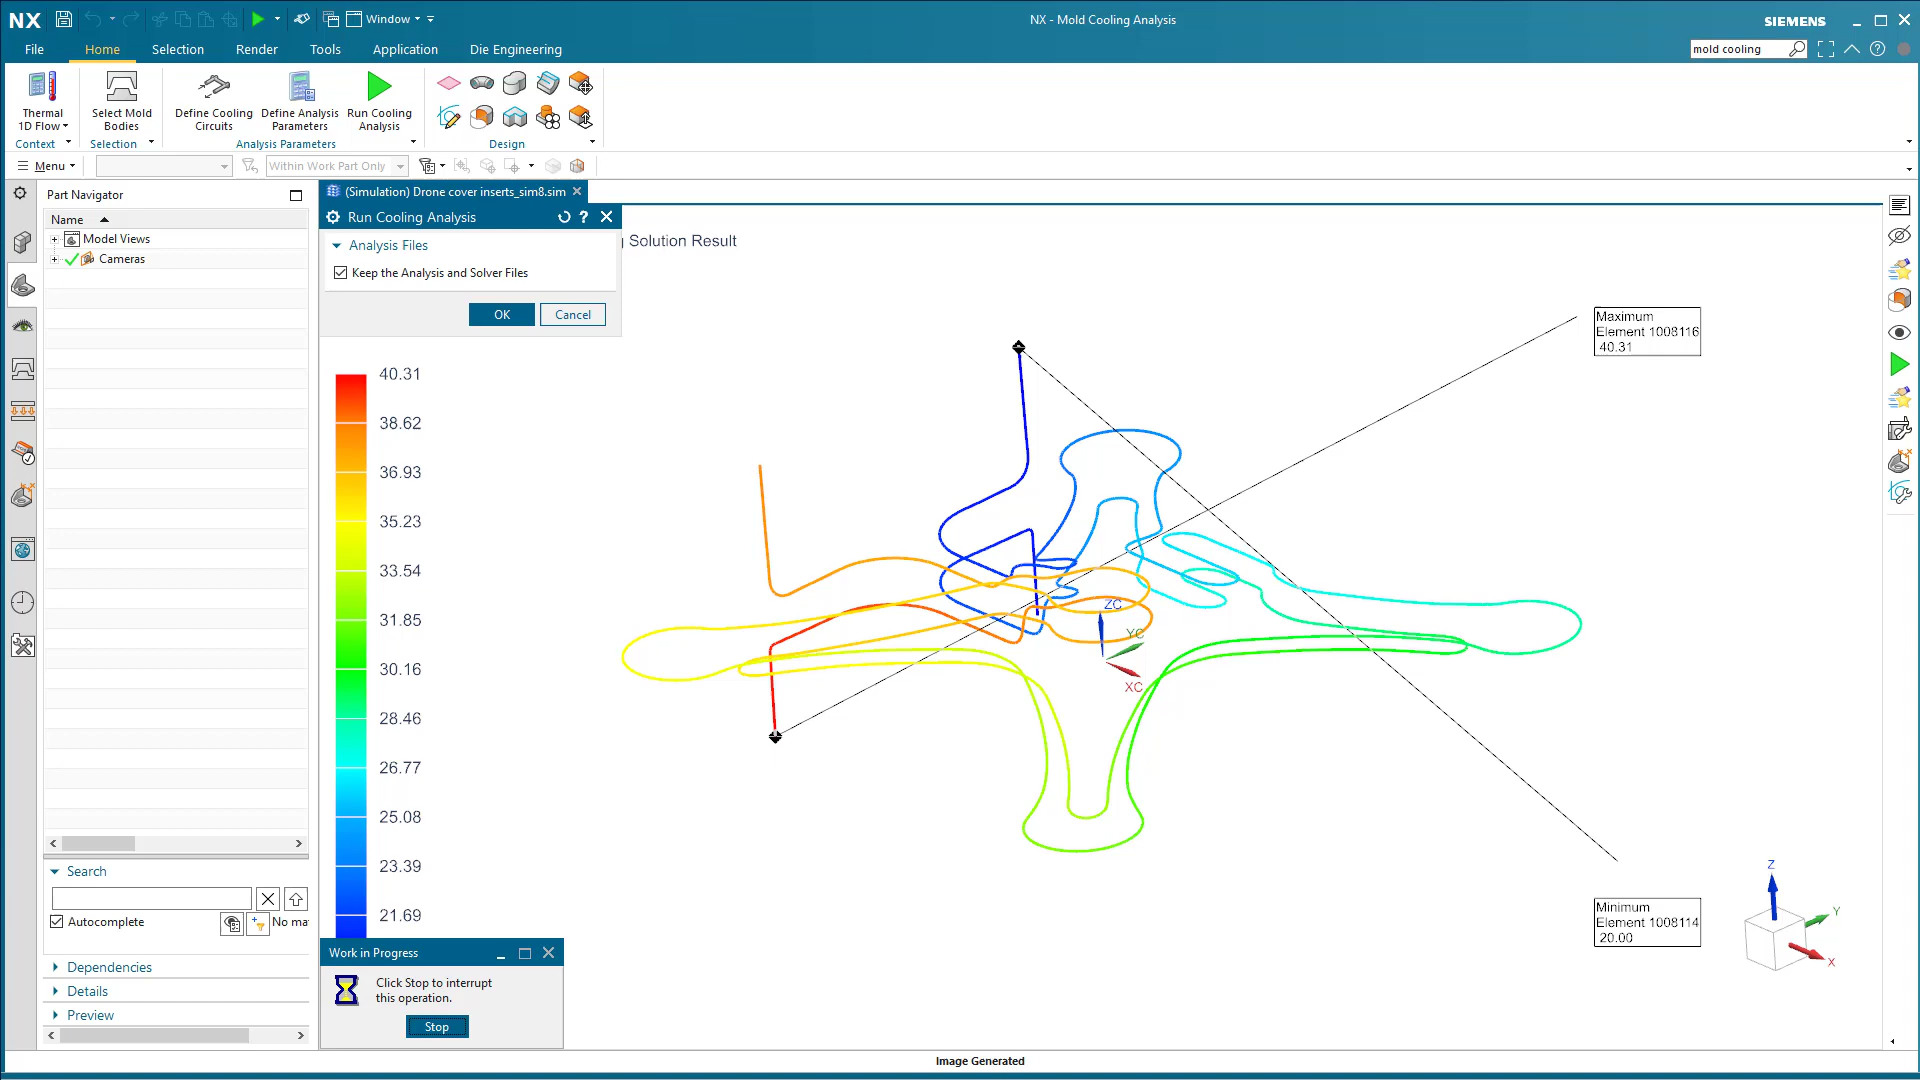 NX
Window
NX - Mold Cooling Analysis
SIEMENS
File
Home
Selection
Render
Tools
Application
Die Engineering
mold cooling
Thermal
1D Flow
Select Mold
Bodies
Define Cooling
Circuits
Define Analysis
Parameters
Run Cooling
Analysis
Context
Selection
Analysis Parameters
Design
Menu
Within Work Part Only
Part Navigator
Name
Model Views
Cameras
(Simulation) Drone cover inserts_sim8.sim
Run Cooling Analysis
Analysis Files
Keep the Analysis and Solver Files
OK
Cancel
Solution Result
40.31
38.62
36.93
35.23
33.54
31.85
30.16
28.46
26.77
25.08
23.39
21.69
Maximum
Element 1008116
40.31
ZC
YC
XC
Minimum
Element 1008114
20.00
Z
Y
X
Search
Autocomplete
No ma
Dependencies
Details
Preview
Work in Progress
Click Stop to interrupt
this operation.
Stop
Image Generated